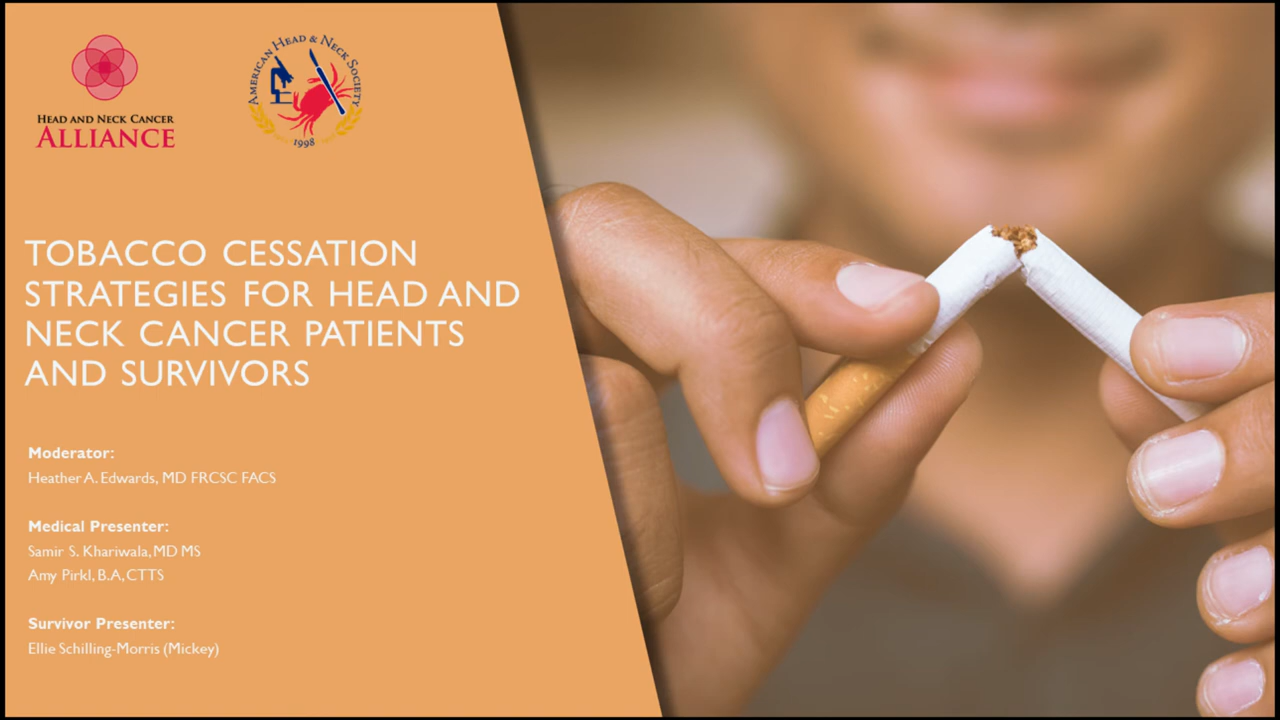 HEAD AND NECK CANCER
ALLIANCE
AMERICAN HEAD & NECK SOCIETY
1998
TOBACCO CESSATION
STRATEGIES FOR HEAD AND
NECK CANCER PATIENTS
AND SURVIVORS
Moderator:
Heather A. Edwards, MD FRCSC FACS
Medical Presenter:
Samir S. Khariwala, MD MS
Amy Pirkl, B.A, CTTS
Survivor Presenter:
Ellie Schilling-Morris (Mickey)